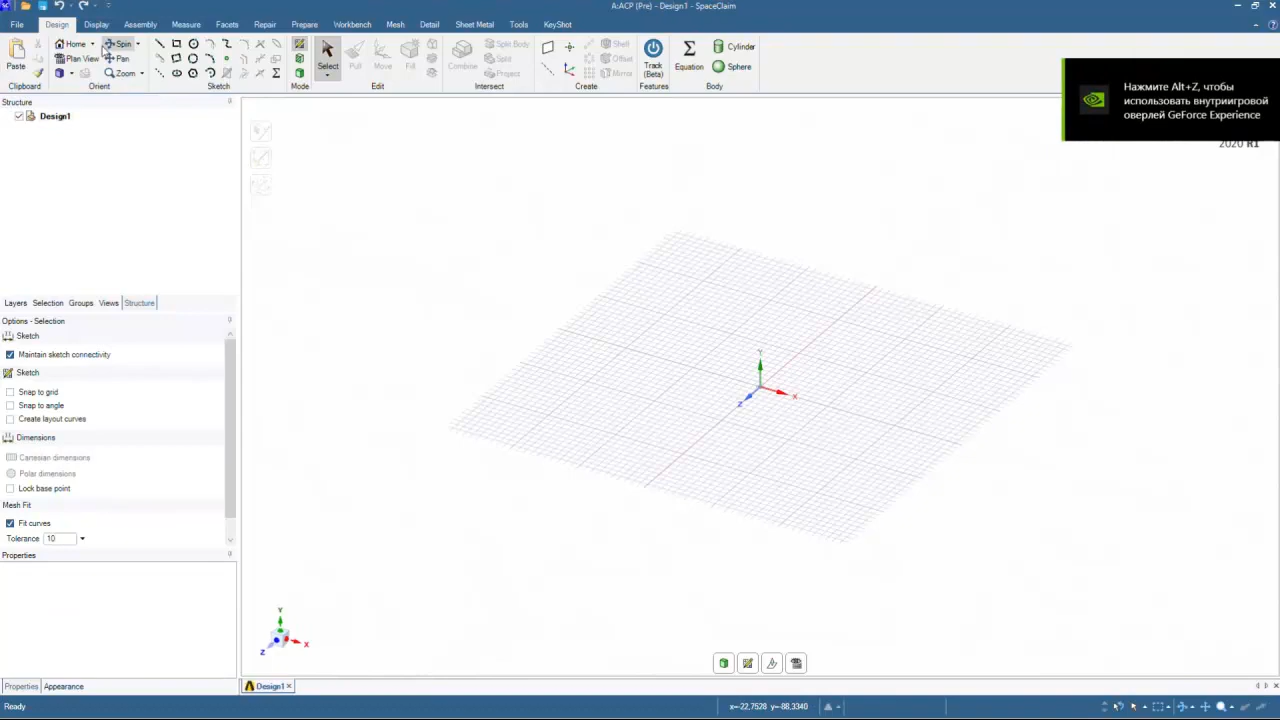 A:ACP (Pre) - Design1 - SpaceClaim
File Design Display Assembly Measure Facets Repair Prepare Workbench Mesh Detail Sheet Metal Tools KeyShot
Paste
Clipboard
Home Spin
Plan View Pan
Zoom
Orient
Sketch
Mode
Select Pull Move Fill
Edit
Combine
Split Body
Split
Project
Intersect
Shell
Offset
Mirror
Create
Track
(Beta)
Features
Equation
Cylinder
Sphere
Body
Нажмите Alt+Z, чтобы
использовать внутриигровой
оверлей GeForce Experience
2020 R1
Structure
Design1
Layers Selection Groups Views Structure
Options - Selection
Sketch
Maintain sketch connectivity
Sketch
Snap to grid
Snap to angle
Create layout curves
Dimensions
Cartesian dimensions
Polar dimensions
Lock base point
Mesh Fit
Fit curves
Tolerance 10
Properties
Y
X
Z
Y
X
Z
Properties Appearance
Design1
Ready
x=-22,7528 y=-88,3340